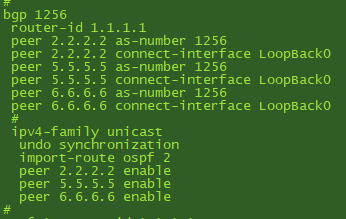 #
bgp 1256
router-id 1.1.1.1
peer 2.2.2.2 as-number 1256
peer 2.2.2.2 connect-interface LoopBack0
peer 5.5.5.5 as-number 1256
peer 5.5.5.5 connect-interface LoopBack0
peer 6.6.6.6 as-number 1256
peer 6.6.6.6 connect-interface LoopBack0
#
ipv4-family unicast
undo synchronization
import-route ospf 2
peer 2.2.2.2 enable
peer 5.5.5.5 enable
peer 6.6.6.6 enable
#